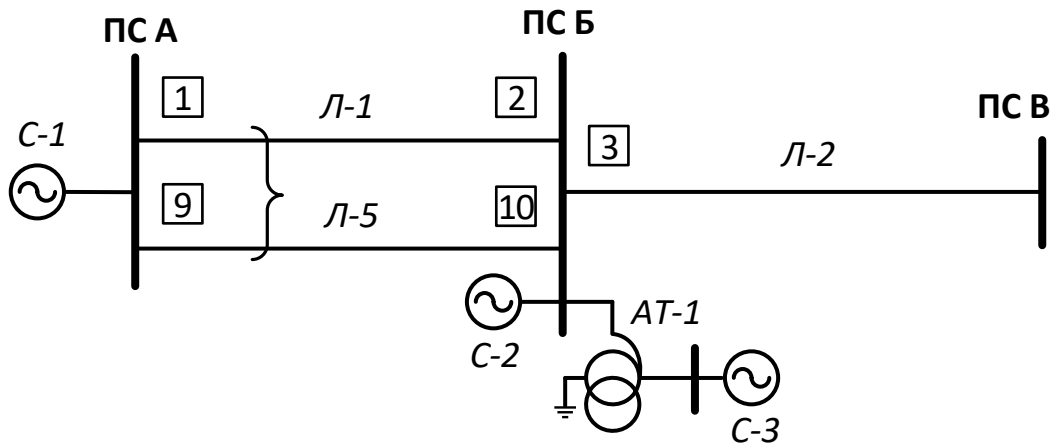 ПС А
ПС Б
ПС В
1
Л-1
2
3
С-1
Л-2
9
Л-5
10
АТ-1
С-2
С-3